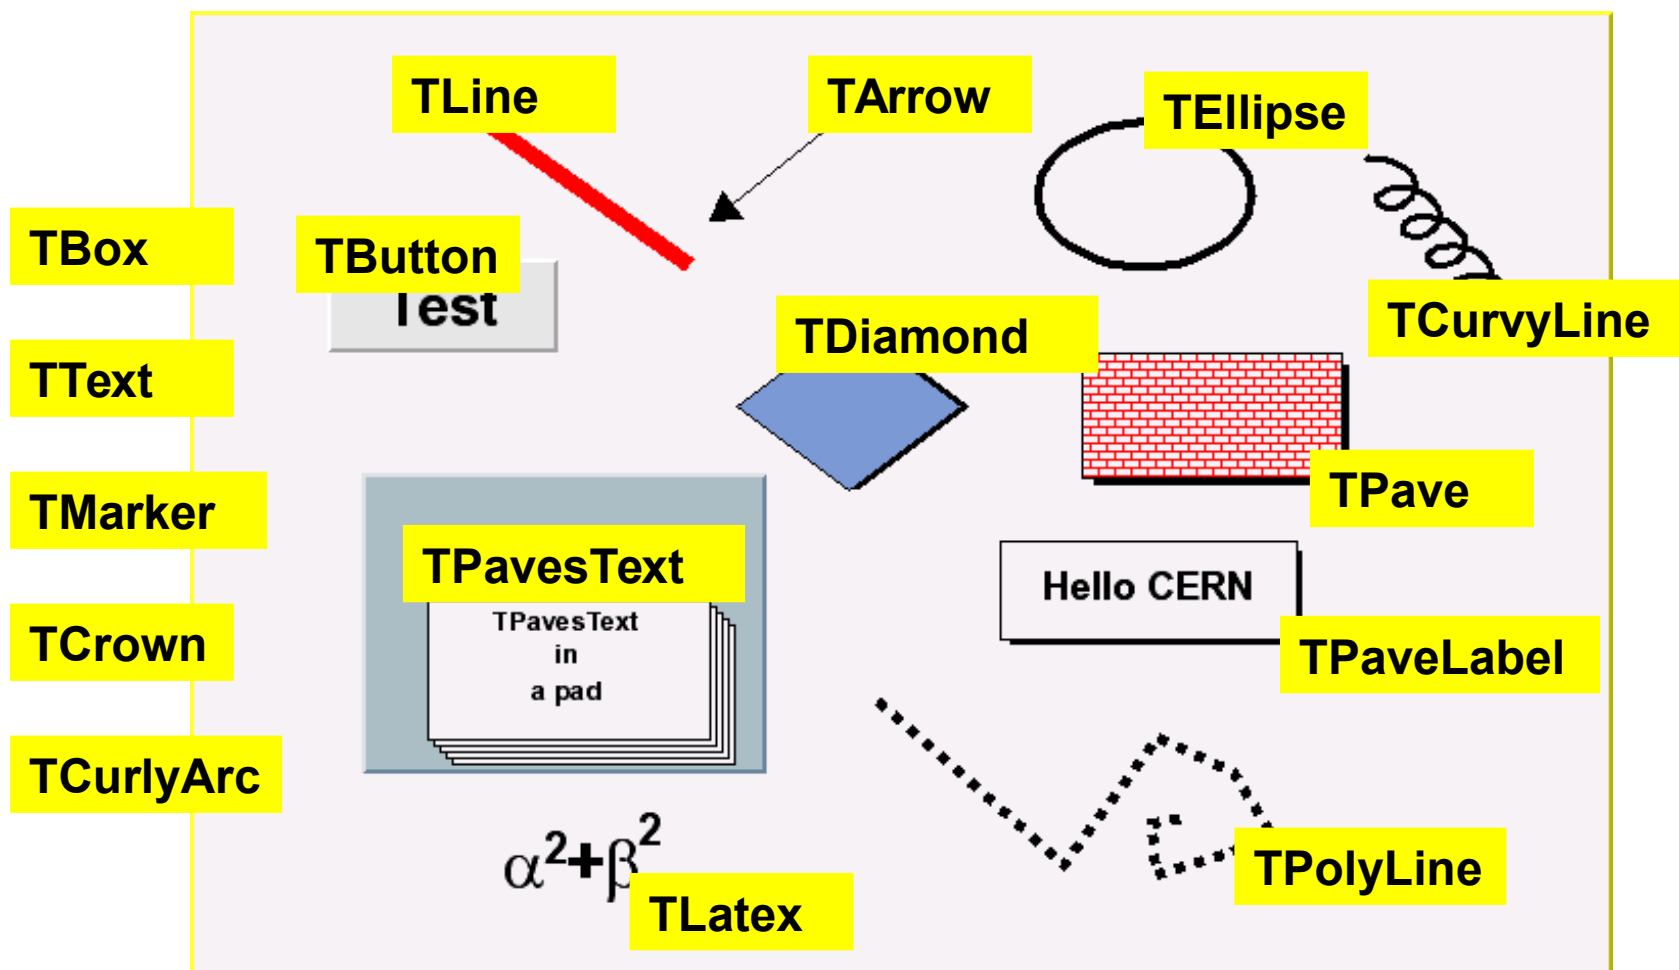 TLine
TArrow
TEllipse
TBox
TButton
Test
TCurvyLine
TDiamond
TText
TPave
TMarker
TPavesText
Hello CERN
TPavesText
in
a pad
TCrown
TPaveLabel
TCurlyArc
α²+β²
TPolyLine
TLatex